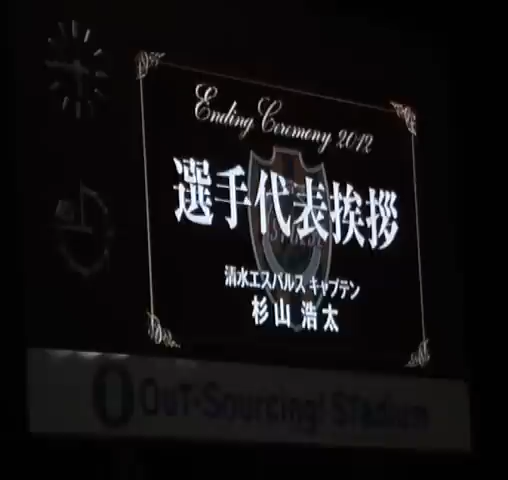 Ending Ceremony 2012
選手代表挨拶
清水エスパルス キャプテン
杉山 浩太
OuT-Sourcing! STadium